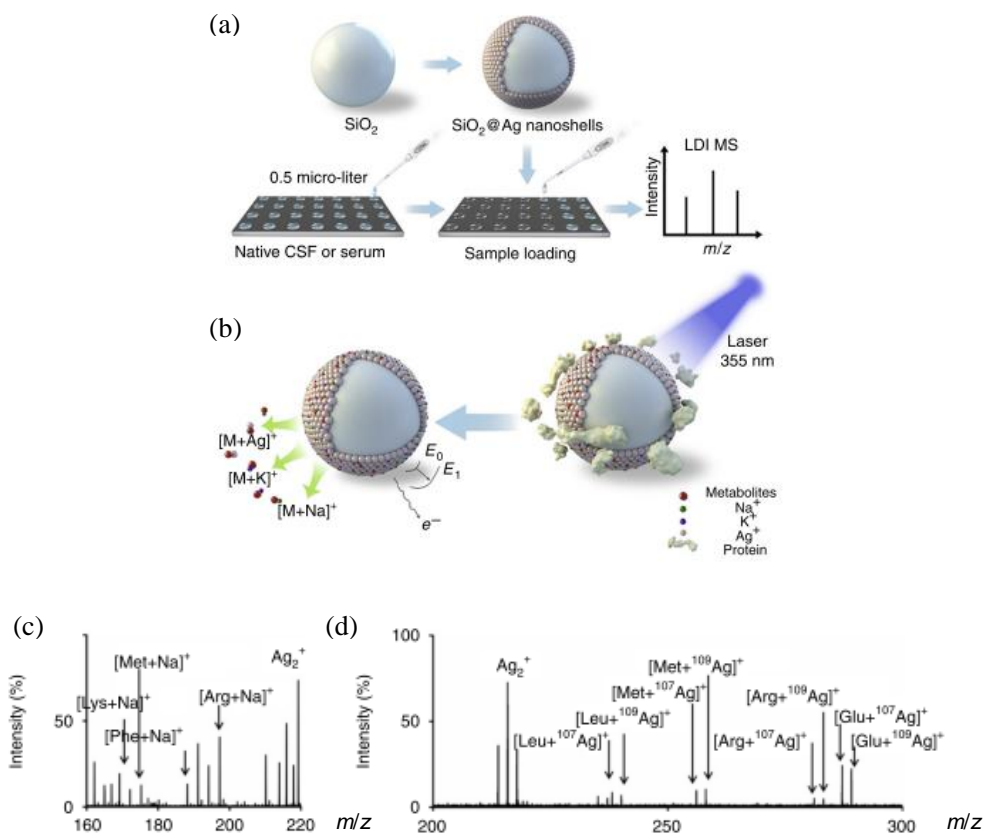 (a)
SiO2
SiO2@Ag nanoshells
0.5 micro-liter
LDI MS
Intensity
m/z
Native CSF or serum
Sample loading
(b)
Laser
355 nm
[M+Ag]+
[M+K]+
[M+Na]+
E0
E1
e−
Metabolites
Na+
K+
Ag+
Protein
(c)
Intensity (%)
50
0
[Met+Na]+
Ag2+
[Lys+Na]+
[Arg+Na]+
[Phe+Na]+
160
180
200
220
m/z
(d)
Intensity (%)
100
50
0
Ag2+
[Met+109Ag]+
[Met+107Ag]+
[Arg+109Ag]+
[Leu+109Ag]+
[Glu+107Ag]+
[Leu+107Ag]+
[Arg+107Ag]+
[Glu+109Ag]+
200
250
300
m/z